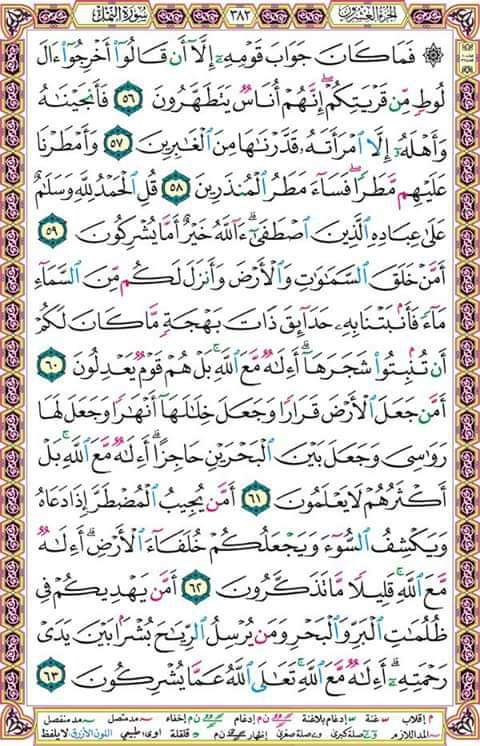 الجزء العشرون ٣٨٢ سورة النمل
۞ فَمَا كَانَ جَوَابَ قَوْمِهِۦٓ إِلَّآ أَن قَالُوٓا۟ أَخْرِجُوٓا۟ ءَالَ
لُوطٍ مِّن قَرْيَتِكُمْ ۖ إِنَّهُمْ أُنَاسٌ يَتَطَهَّرُونَ ٥٦ فَأَنجَيْنَـٰهُ
وَأَهْلَهُۥٓ إِلَّا ٱمْرَأَتَهُۥ قَدَّرْنَـٰهَا مِنَ ٱلْغَـٰبِرِينَ ٥٧ وَأَمْطَرْنَا
عَلَيْهِم مَّطَرًا ۖ فَسَآءَ مَطَرُ ٱلْمُنذَرِينَ ٥٨ قُلِ ٱلْحَمْدُ لِلَّهِ وَسَلَـٰمٌ
عَلَىٰ عِبَادِهِ ٱلَّذِينَ ٱصْطَفَىٰٓ ۗ ءَآللَّهُ خَيْرٌ أَمَّا يُشْرِكُونَ ٥٩
أَمَّنْ خَلَقَ ٱلسَّمَـٰوَٰتِ وَٱلْأَرْضَ وَأَنزَلَ لَكُم مِّنَ ٱلسَّمَآءِ
مَآءً فَأَنۢبَتْنَا بِهِۦ حَدَآئِقَ ذَاتَ بَهْجَةٍ مَّا كَانَ لَكُمْ
أَن تُنۢبِتُوا۟ شَجَرَهَآ ۗ أَءِلَـٰهٌ مَّعَ ٱللَّهِ ۚ بَلْ هُمْ قَوْمٌ يَعْدِلُونَ ٦٠
أَمَّن جَعَلَ ٱلْأَرْضَ قَرَارًا وَجَعَلَ خِلَـٰلَهَآ أَنْهَـٰرًا وَجَعَلَ لَهَا
رَوَٰسِىَ وَجَعَلَ بَيْنَ ٱلْبَحْرَيْنِ حَاجِزًا ۗ أَءِلَـٰهٌ مَّعَ ٱللَّهِ ۚ بَلْ
أَكْثَرُهُمْ لَا يَعْلَمُونَ ٦١ أَمَّن يُجِيبُ ٱلْمُضْطَرَّ إِذَا دَعَاهُ
وَيَكْشِفُ ٱلسُّوٓءَ وَيَجْعَلُكُمْ خُلَفَآءَ ٱلْأَرْضِ ۗ أَءِلَـٰهٌ
مَّعَ ٱللَّهِ ۚ قَلِيلًا مَّا تَذَكَّرُونَ ٦٢ أَمَّن يَهْدِيكُمْ فِى
ظُلُمَـٰتِ ٱلْبَرِّ وَٱلْبَحْرِ وَمَن يُرْسِلُ ٱلرِّيَـٰحَ بُشْرًۢا بَيْنَ يَدَىْ
رَحْمَتِهِۦٓ ۗ أَءِلَـٰهٌ مَّعَ ٱللَّهِ ۚ تَعَـٰلَى ٱللَّهُ عَمَّا يُشْرِكُونَ ٦٣
إقلاب غنة إدغام بلاغنة إدغام إخفاء مد متصل مد منفصل
المد اللازم صلة كبرى صلة صغرى إظهار قلقلة طبيعي اللون الأزرق لا يلفظ